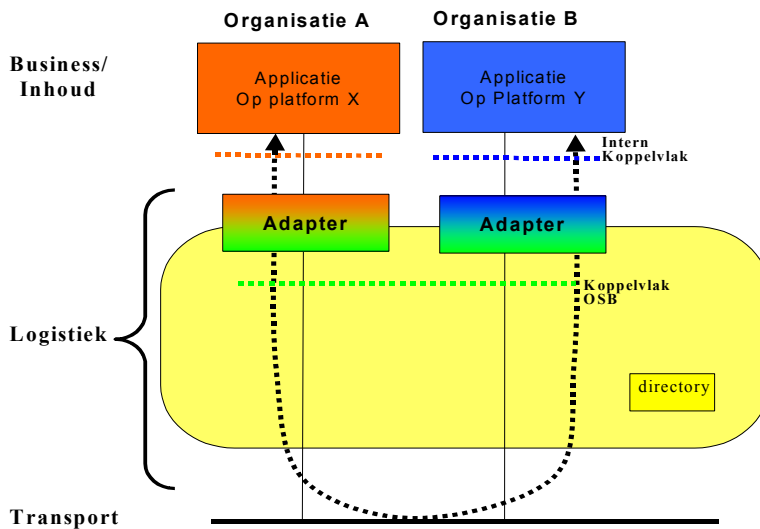 Organisatie A
Organisatie B
Business/
Inhoud
Applicatie
Op platform X
Applicatie
Op Platform Y
Intern
Koppelvlak
Adapter
Adapter
Koppelvlak
OSB
Logistiek
directory
Transport